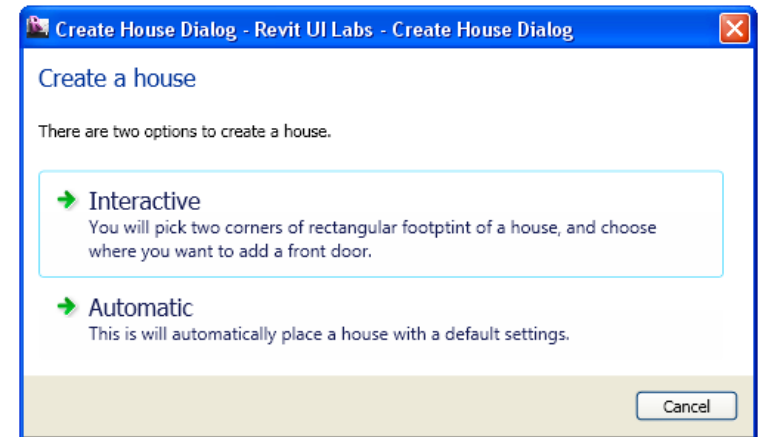 Create House Dialog - Revit UI Labs - Create House Dialog
Create a house
There are two options to create a house.
Interactive
You will pick two corners of rectangular footptint of a house, and choose
where you want to add a front door.
Automatic
This is will automatically place a house with a default settings.
Cancel